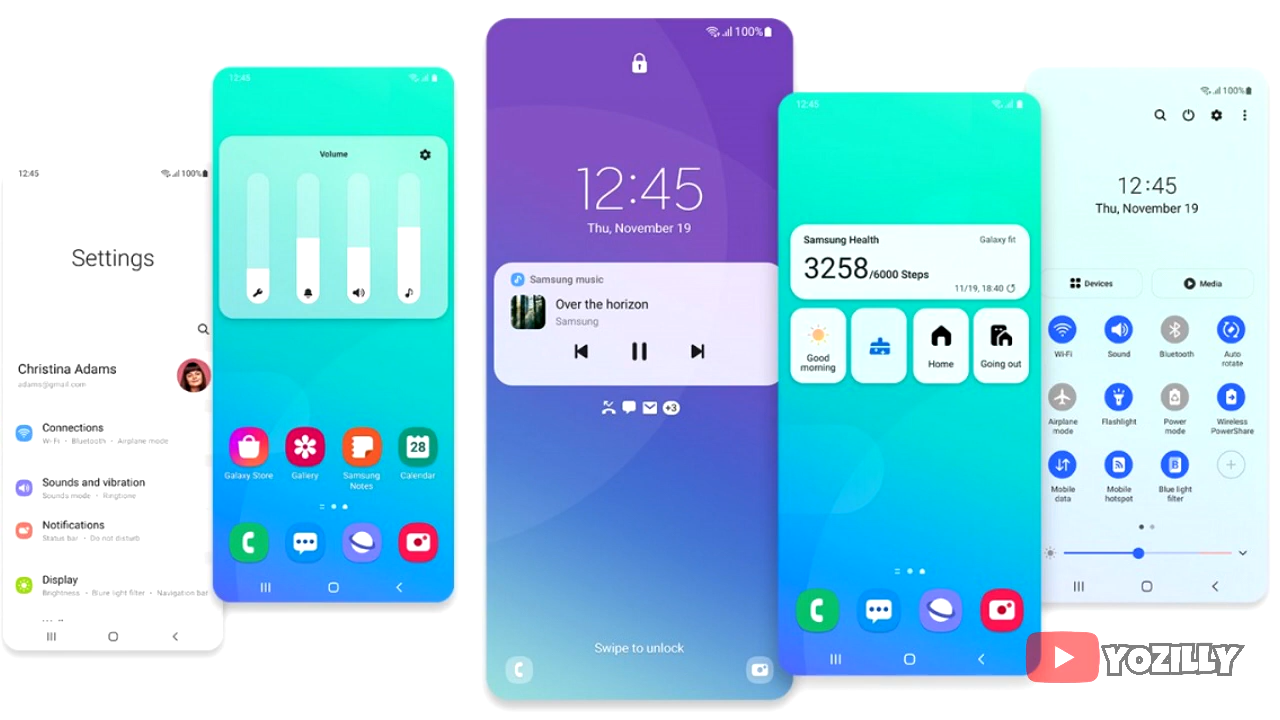 12:45
100%
Settings
Christina Adams
adams@gmail.com
Connections
Wi-Fi • Bluetooth • Airplane mode
Sounds and vibration
Sounds mode • Ringtone
Notifications
Status bar • Do not disturb
Display
Brightness • Blure light filter • Navigation bar
12:45
Volume
Galaxy Store
Gallery
Samsung
Notes
28
Calendar
100%
12:45
Thu, November 19
Samsung music
Over the horizon
Samsung
+3
Swipe to unlock
12:45
Samsung Health
Galaxy fit
3258/6000 Steps
11/19, 18:40
Good
morning
Home
Going out
100%
12:45
Thu, November 19
Devices
Media
Wi-Fi
Sound
Bluetooth
Auto
rotate
Airplane
mode
Flashlight
Power
mode
Wireless
PowerShare
Mobile
data
Mobile
hotspot
B
Blue light
filter
YOZILLY